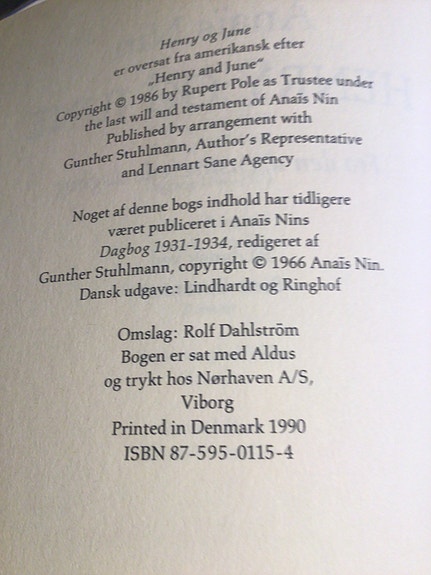 Henry og June
er oversat fra amerikansk efter
„Henry and June“
Copyright © 1986 by Rupert Pole as Trustee under
the last will and testament of Anaïs Nin
Published by arrangement with
Gunther Stuhlmann, Author's Representative
and Lennart Sane Agency
Noget af denne bogs indhold har tidligere
været publiceret i Anaïs Nins
Dagbog 1931-1934, redigeret af
Gunther Stuhlmann, copyright © 1966 Anaïs Nin.
Dansk udgave: Lindhardt og Ringhof
Omslag: Rolf Dahlström
Bogen er sat med Aldus
og trykt hos Nørhaven A/S,
Viborg
Printed in Denmark 1990
ISBN 87-595-0115-4